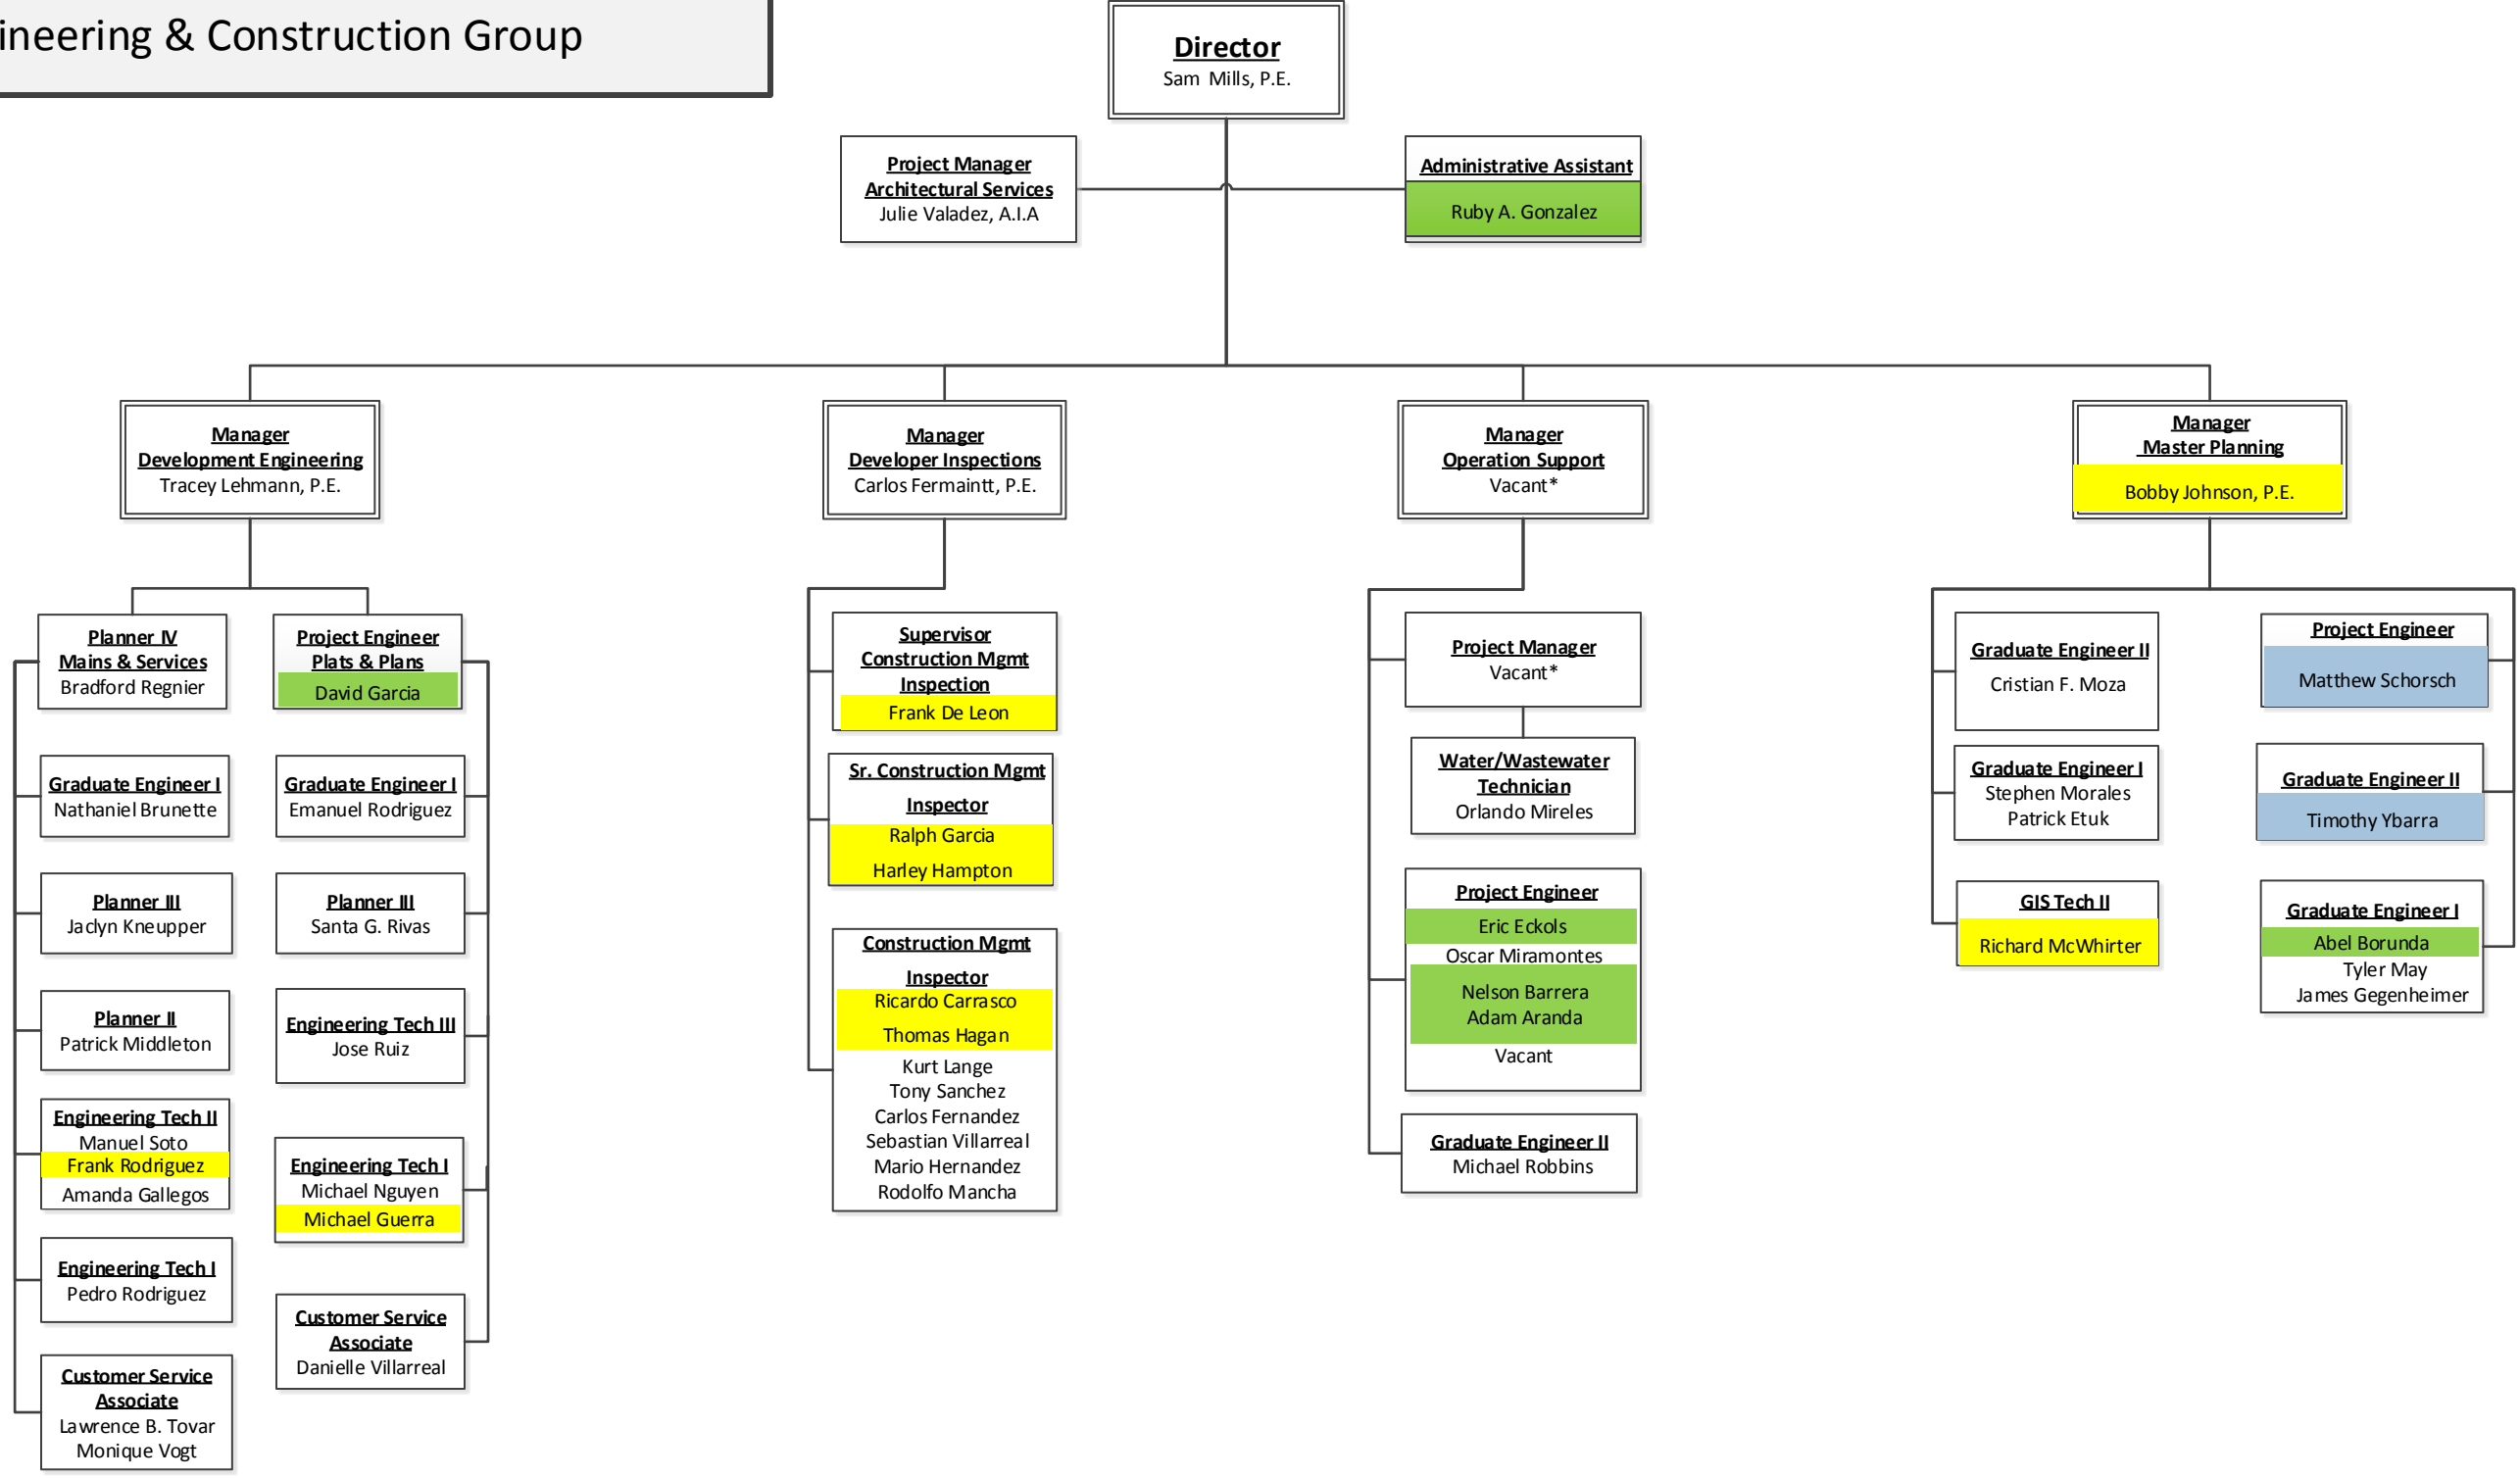 ineering & Construction Group
Director
Sam Mills, P.E.
Project Manager
Architectural Services
Julie Valadez, A.I.A
Administrative Assistant
Ruby A. Gonzalez
Manager
Development Engineering
Tracey Lehmann, P.E.
Manager
Developer Inspections
Carlos Fermaintt, P.E.
Manager
Operation Support
Vacant*
Manager
Master Planning
Bobby Johnson, P.E.
Planner IV
Mains & Services
Bradford Regnier
Graduate Engineer I
Nathaniel Brunette
Planner III
Jaclyn Kneupper
Planner II
Patrick Middleton
Engineering Tech II
Manuel Soto
Frank Rodriguez
Amanda Gallegos
Engineering Tech I
Pedro Rodriguez
Customer Service
Associate
Lawrence B. Tovar
Monique Vogt
Project Engineer
Plats & Plans
David Garcia
Graduate Engineer I
Emanuel Rodriguez
Planner III
Santa G. Rivas
Engineering Tech III
Jose Ruiz
Engineering Tech I
Michael Nguyen
Michael Guerra
Customer Service
Associate
Danielle Villarreal
Supervisor
Construction Mgmt
Inspection
Frank De Leon
Sr. Construction Mgmt
Inspector
Ralph Garcia
Harley Hampton
Construction Mgmt
Inspector
Ricardo Carrasco
Thomas Hagan
Kurt Lange
Tony Sanchez
Carlos Fernandez
Sebastian Villarreal
Mario Hernandez
Rodolfo Mancha
Project Manager
Vacant*
Water/Wastewater
Technician
Orlando Mireles
Project Engineer
Eric Eckols
Oscar Miramontes
Nelson Barrera
Adam Aranda
Vacant
Graduate Engineer II
Michael Robbins
Graduate Engineer II
Cristian F. Moza
Graduate Engineer I
Stephen Morales
Patrick Etuk
GIS Tech II
Richard McWhirter
Project Engineer
Matthew Schorsch
Graduate Engineer II
Timothy Ybarra
Graduate Engineer I
Abel Borunda
Tyler May
James Gegenheimer